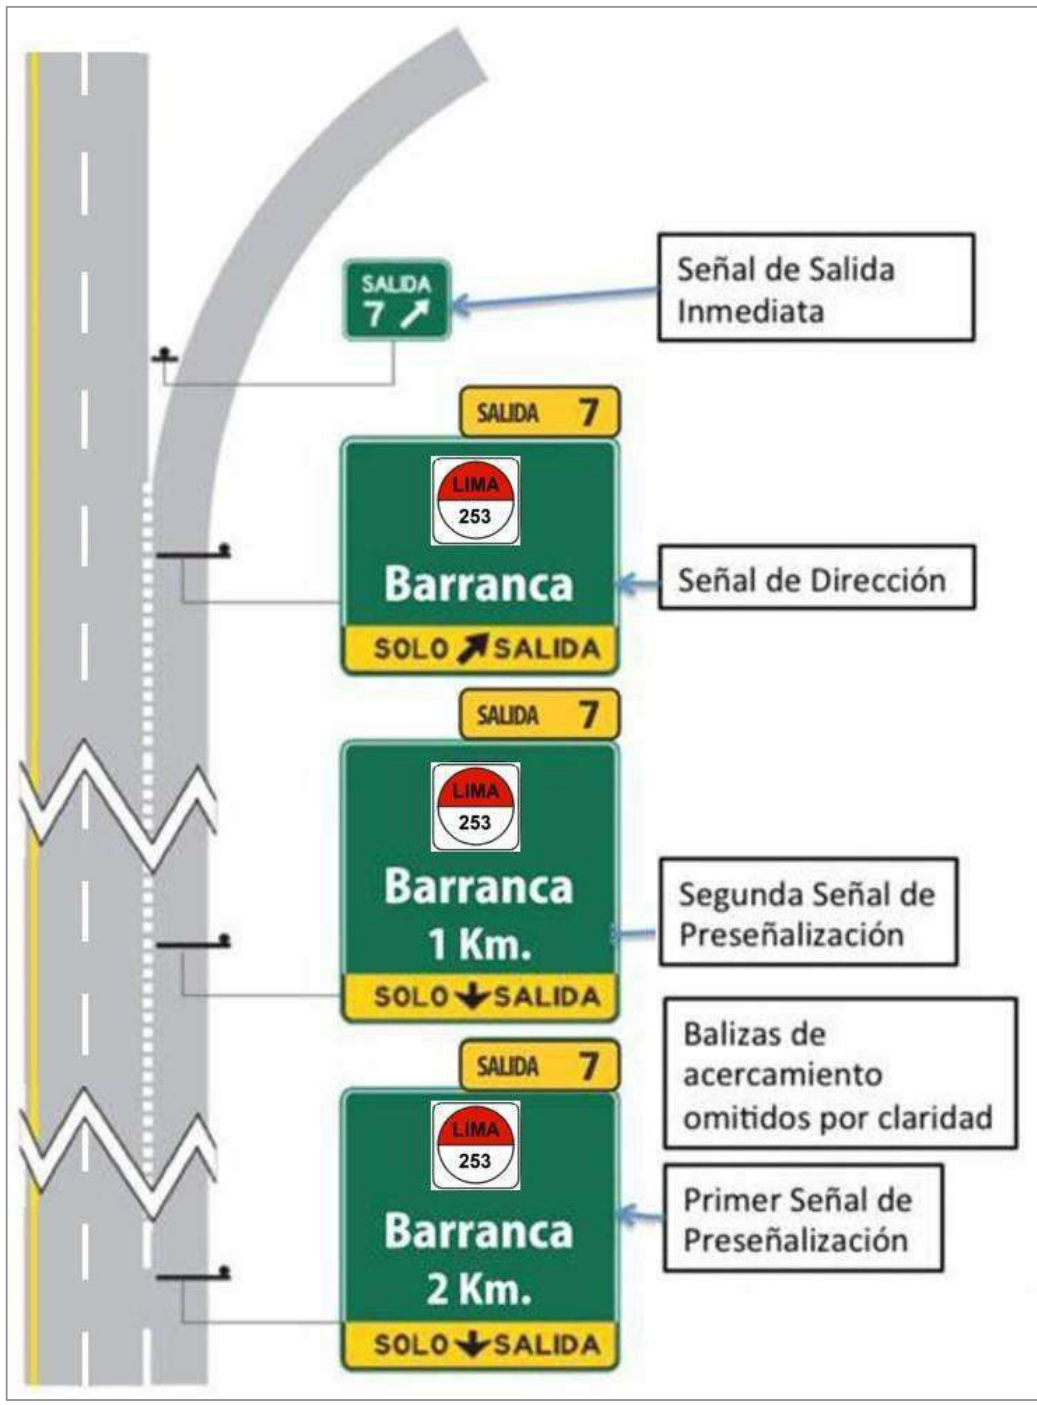 SALIDA
7
Señal de Salida
Inmediata
SALIDA 7
LIMA
253
Barranca
SOLO SALIDA
Señal de Dirección
SALIDA 7
LIMA
253
Barranca
1 Km.
SOLO SALIDA
Segunda Señal de
Preseñalización
Balizas de
acercamiento
omitidos por claridad
SALIDA 7
LIMA
253
Barranca
2 Km.
SOLO SALIDA
Primer Señal de
Preseñalización